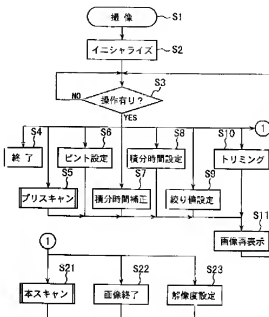 撮像 S1
イニシャライズ S2
S3
操作有り?
NO
YES
①
S4 S6 S8 S10
終了 ピント設定 積分時間設定 トリミング
S5 S7 S9
プリスキャン 積分時間補正 絞り値設定
S11
画像再表示
①
S21 S22 S23
本スキャン 画像終了 解像度設定